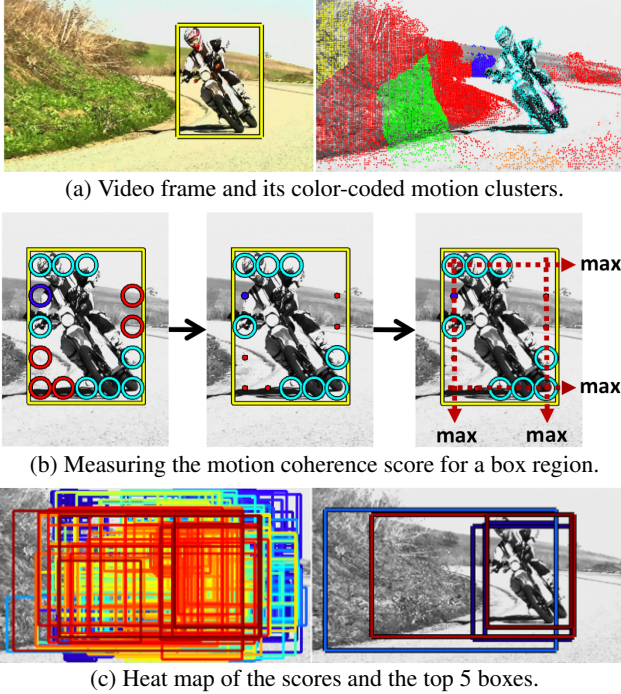 (a) Video frame and its color-coded motion clusters.
max
max
max max
(b) Measuring the motion coherence score for a box region.
(c) Heat map of the scores and the top 5 boxes.